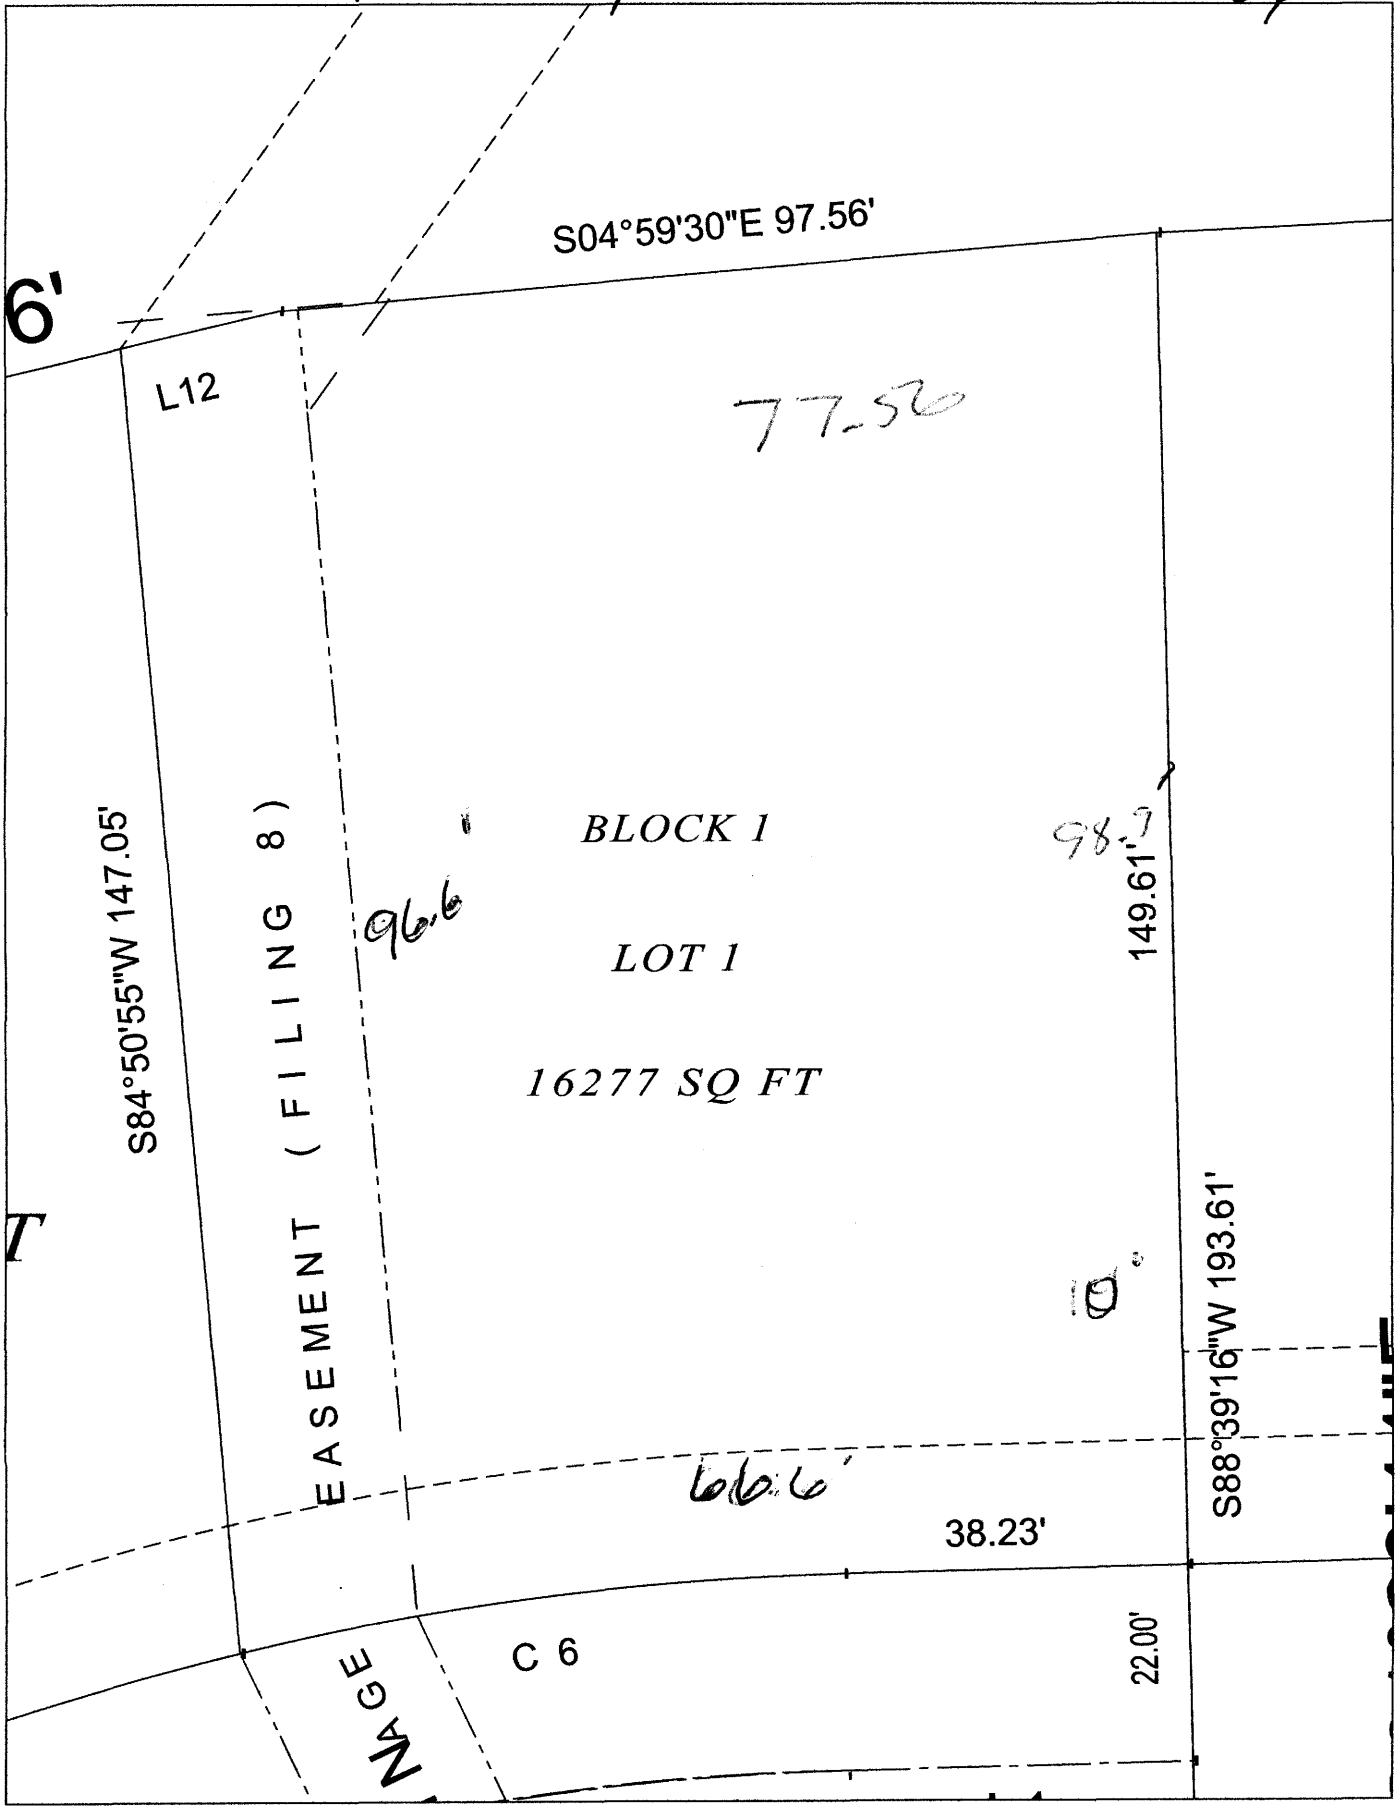 S04°59'30"E 97.56'
6'
L12
77.56
S84°50'55"W 147.05'
EASEMENT (FILING 8)
96.6'
BLOCK 1
LOT 1
16277 SQ FT
98.9
149.61'
T
10'
S88°39'16"W 193.61'
66.6'
38.23'
C 6
22.00'
NAGE
N